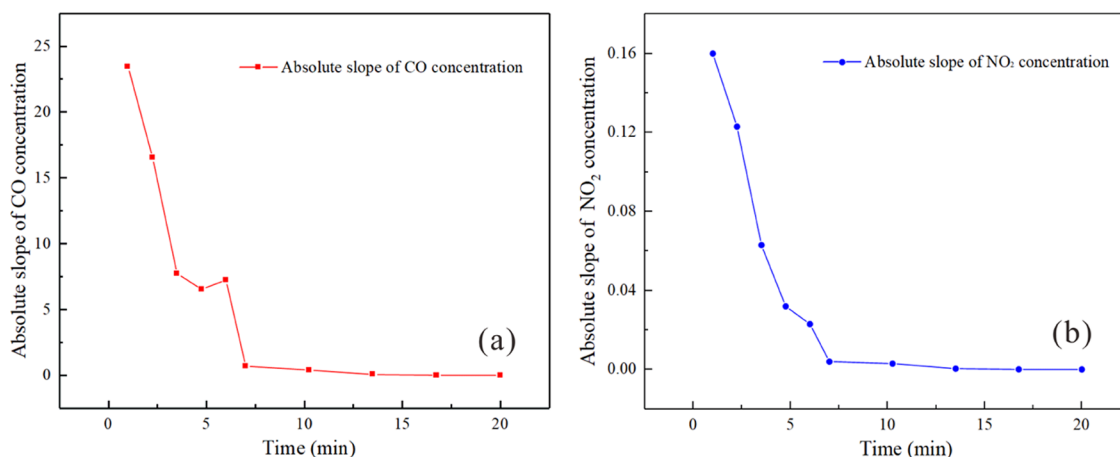 Absolute slope of CO concentration
25
20
15
10
5
0
Absolute slope of CO concentration
(a)
0 5 10 15 20
Time (min)
Absolute slope of NO₂ concentration
0.16
0.12
0.08
0.04
0.00
Absolute slope of NO₂ concentration
(b)
0 5 10 15 20
Time (min)